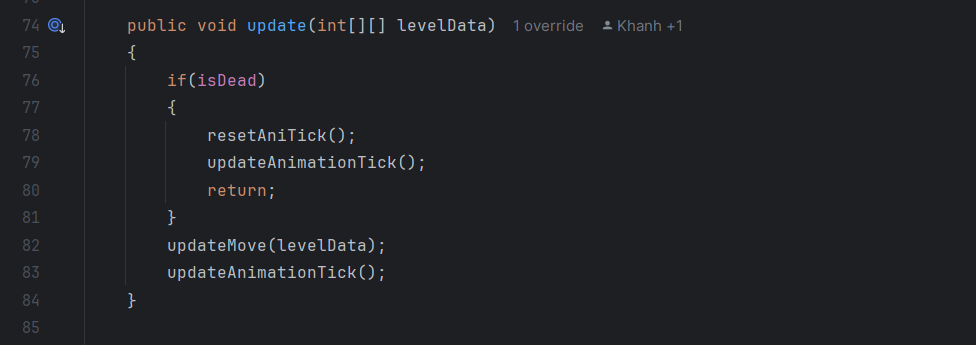 74 public void update(int[][] levelData) 1 override Khanh +1
75 {
76 if(isDead)
77 {
78 resetAniTick();
79 updateAnimationTick();
80 return;
81 }
82 updateMove(levelData);
83 updateAnimationTick();
84 }
85